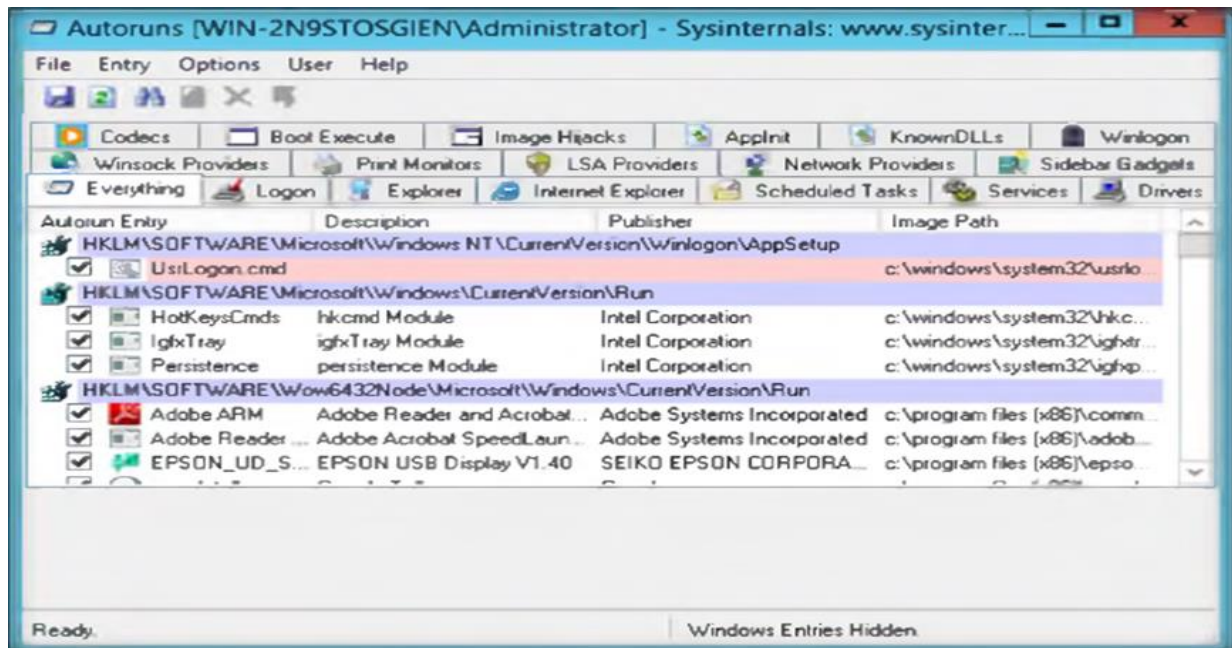 Autoruns [WIN-2N9STOSGIEN\Administrator] - Sysinternals: www.sysinter...
File Entry Options User Help
Codecs Boot Execute Image Hijacks AppInit KnownDLLs Winlogon
Winsock Providers Print Monitors LSA Providers Network Providers Sidebar Gadgets
Everything Logon Explorer Internet Explorer Scheduled Tasks Services Drivers
Autorun Entry Description Publisher Image Path
HKLM\SOFTWARE\Microsoft\Windows NT\CurrentVersion\Winlogon\AppSetup
UsrLogon.cmd c:\windows\system32\usrlo...
HKLM\SOFTWARE\Microsoft\Windows\CurrentVersion\Run
HotKeysCmds hkcmd Module Intel Corporation c:\windows\system32\hkc...
IgfxTray igfxTray Module Intel Corporation c:\windows\system32\igfxtr...
Persistence persistence Module Intel Corporation c:\windows\system32\igfxp...
HKLM\SOFTWARE\Wow6432Node\Microsoft\Windows\CurrentVersion\Run
Adobe ARM Adobe Reader and Acrobat... Adobe Systems Incorporated c:\program files (x86)\comm...
Adobe Reader ... Adobe Acrobat SpeedLaun... Adobe Systems Incorporated c:\program files (x86)\adob...
EPSON_UD_S... EPSON USB Display V1.40 SEIKO EPSON CORPORA... c:\program files (x86)\epso...
Ready. Windows Entries Hidden.